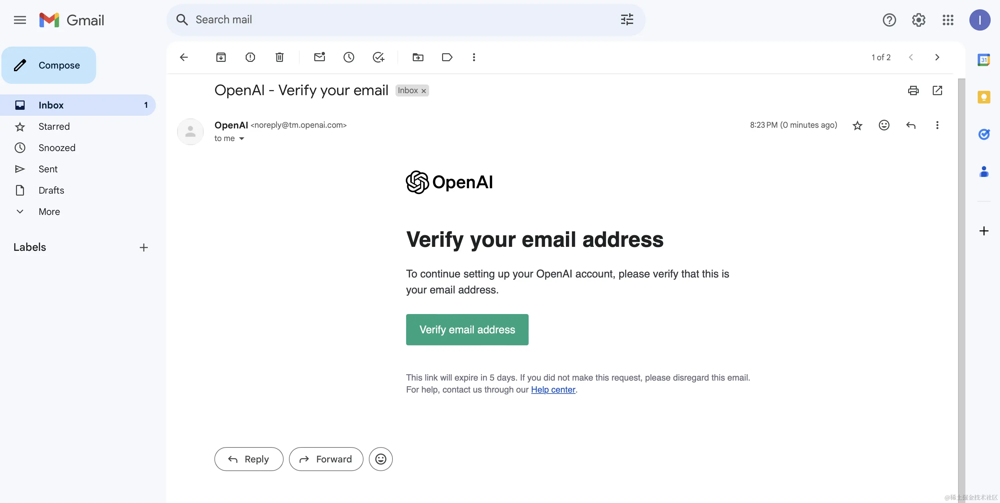 Gmail
Search mail
I
Compose
1 of 2
31
OpenAI - Verify your email Inbox ×
Inbox 1
OpenAI <noreply@tm.openai.com> 8:23 PM (0 minutes ago)
to me
Starred
Snoozed
Sent
Drafts
More
Labels
OpenAI
Verify your email address
To continue setting up your OpenAI account, please verify that this is
your email address.
Verify email address
This link will expire in 5 days. If you did not make this request, please disregard this email.
For help, contact us through our Help center.
Reply Forward
@稀土掘金技术社区